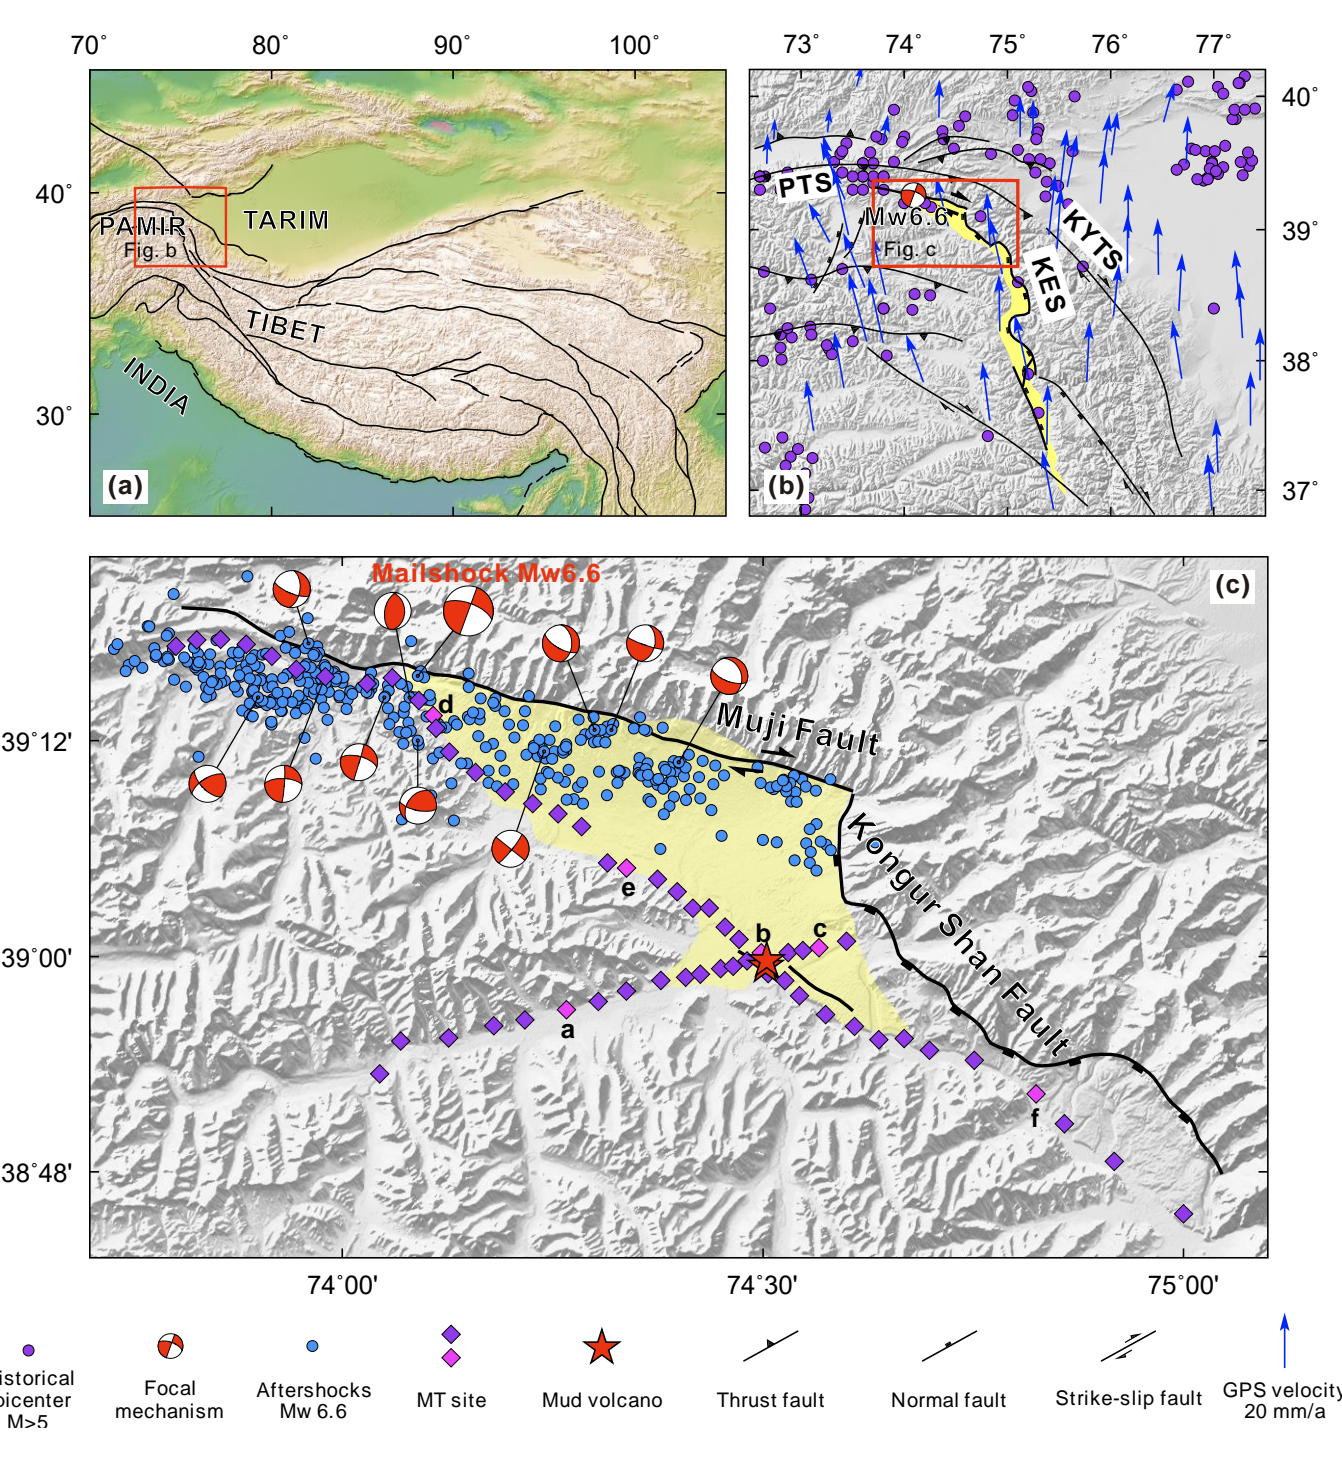 70°
80°
90°
100°
73°
74°
75°
76°
77°
40°
30°
PAMIR
Fig. b
TARIM
TIBET
INDIA
(a)
40°
39°
38°
37°
PTS
Mw6.6
Fig. c
KYTS
KES
(b)
Mailshock Mw6.6
(c)
d
Muji Fault
Kongur Shan Fault
e
b
c
a
f
39°12'
39°00'
38°48'
74°00'
74°30'
75°00'
istorical
picenter
M>5
Focal
mechanism
Aftershocks
Mw 6.6
MT site
Mud volcano
Thrust fault
Normal fault
Strike-slip fault
GPS velocity
20 mm/a